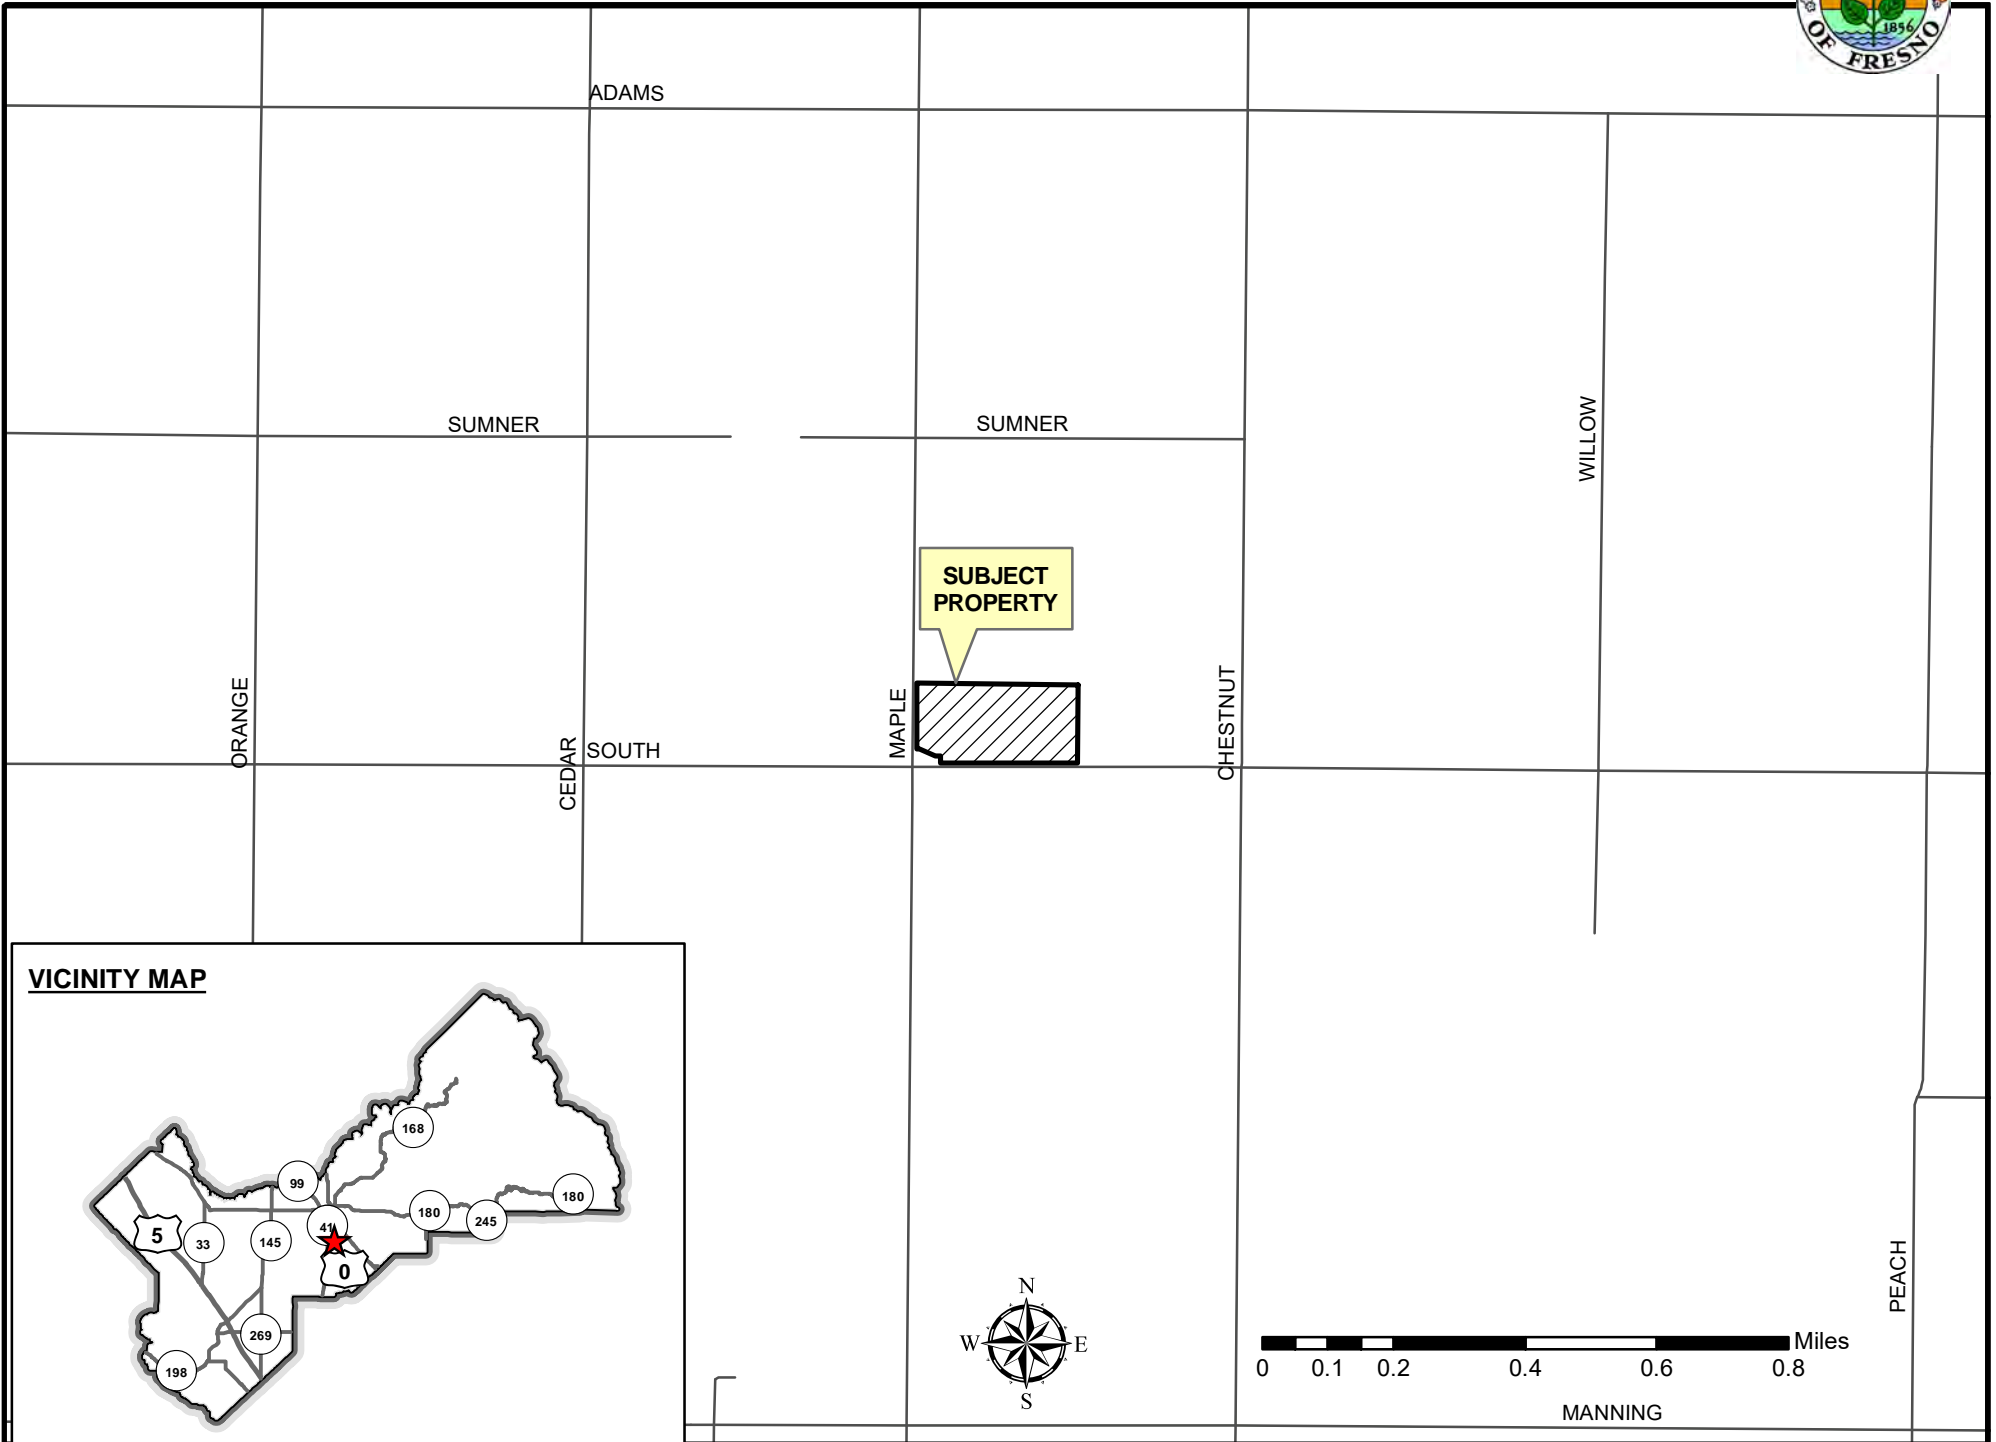 1856
OF FRESNO
ADAMS
SUMNER
SUMNER
WILLOW
SUBJECT
PROPERTY
ORANGE
CEDAR
SOUTH
MAPLE
CHESTNUT
VICINITY MAP
168
99
180
180
245
41
5
33
145
0
269
198
N
W
E
S
PEACH
Miles
0
0.1
0.2
0.4
0.6
0.8
MANNING